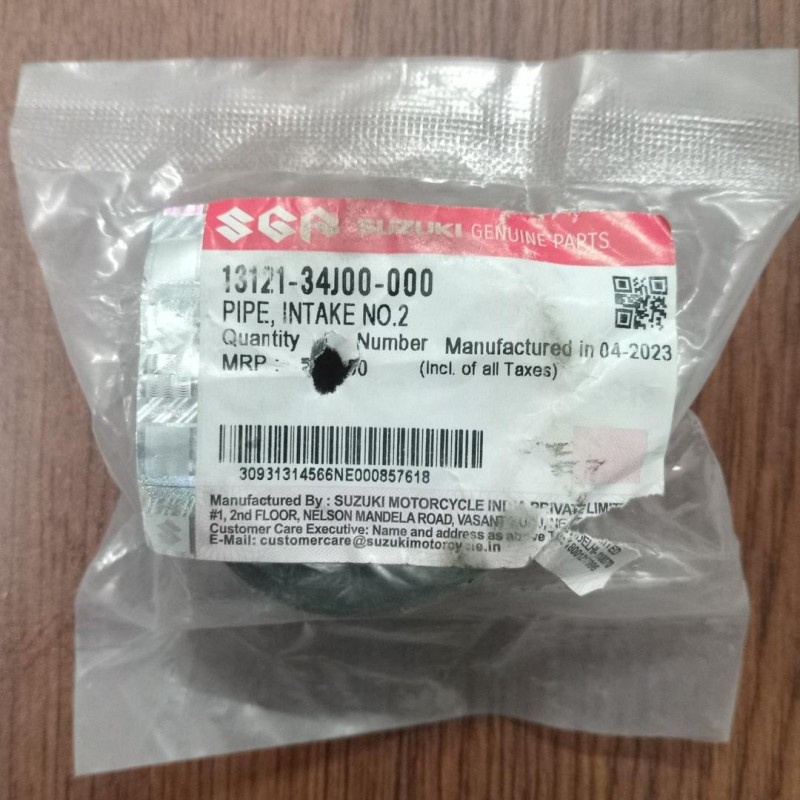 SGP SUZUKI GENUINE PARTS
13121-34J00-000
PIPE, INTAKE NO.2
Quantity Number Manufactured in 04-2023
MRP : (Incl. of all Taxes)
30931314566NE000857618
Manufactured By : SUZUKI MOTORCYCLE INDIA PRIVATE LIMIT
#1, 2nd FLOOR, NELSON MANDELA ROAD, VASANT
Customer Care Executive: Name and address as above
E-Mail: customercare@suzukimotorcycle.in